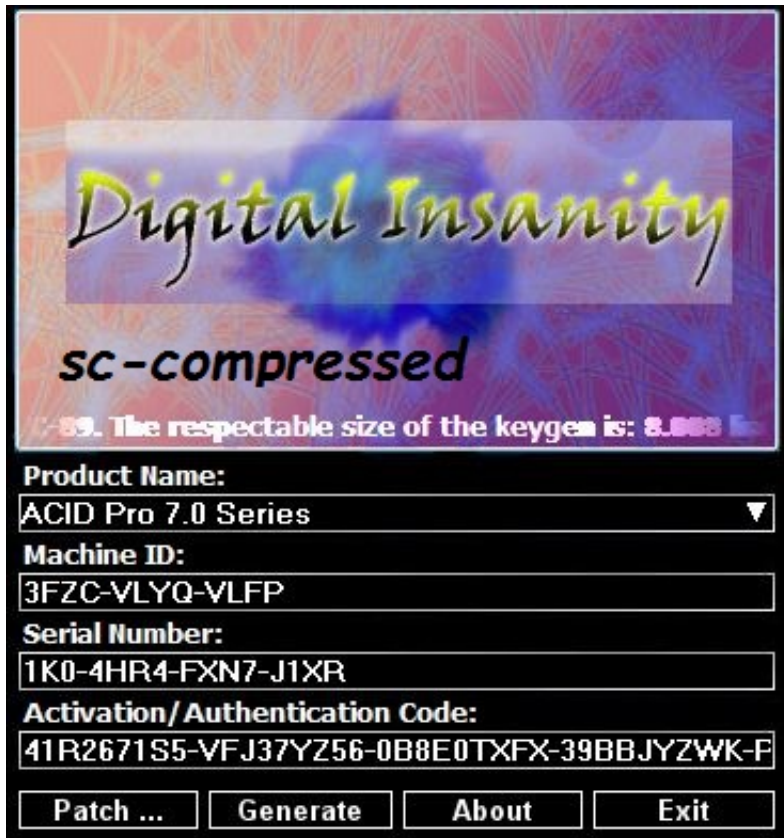 Digital Insanity
sc-compressed
The respectable size of the keygen is:
Product Name:
ACID Pro 7.0 Series
▼
Machine ID:
3FZC-VLYQ-VLFP
Serial Number:
1K0-4HR4-FXN7-J1XR
Activation/Authentication Code:
41R2671S5-VFJ37YZ56-0B8E0TXFX-39BBJYZWK-
Patch ...
Generate
About
Exit